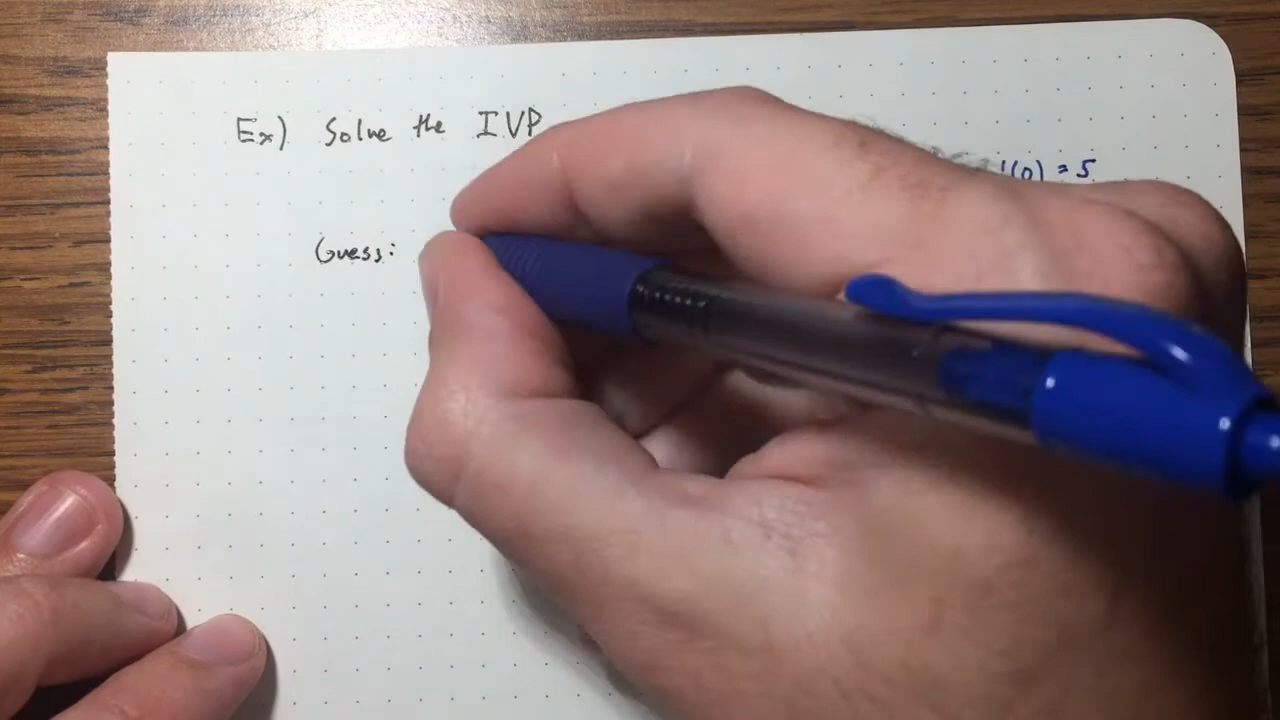 Ex) Solve the IVP
'(0) = 5
Guess: